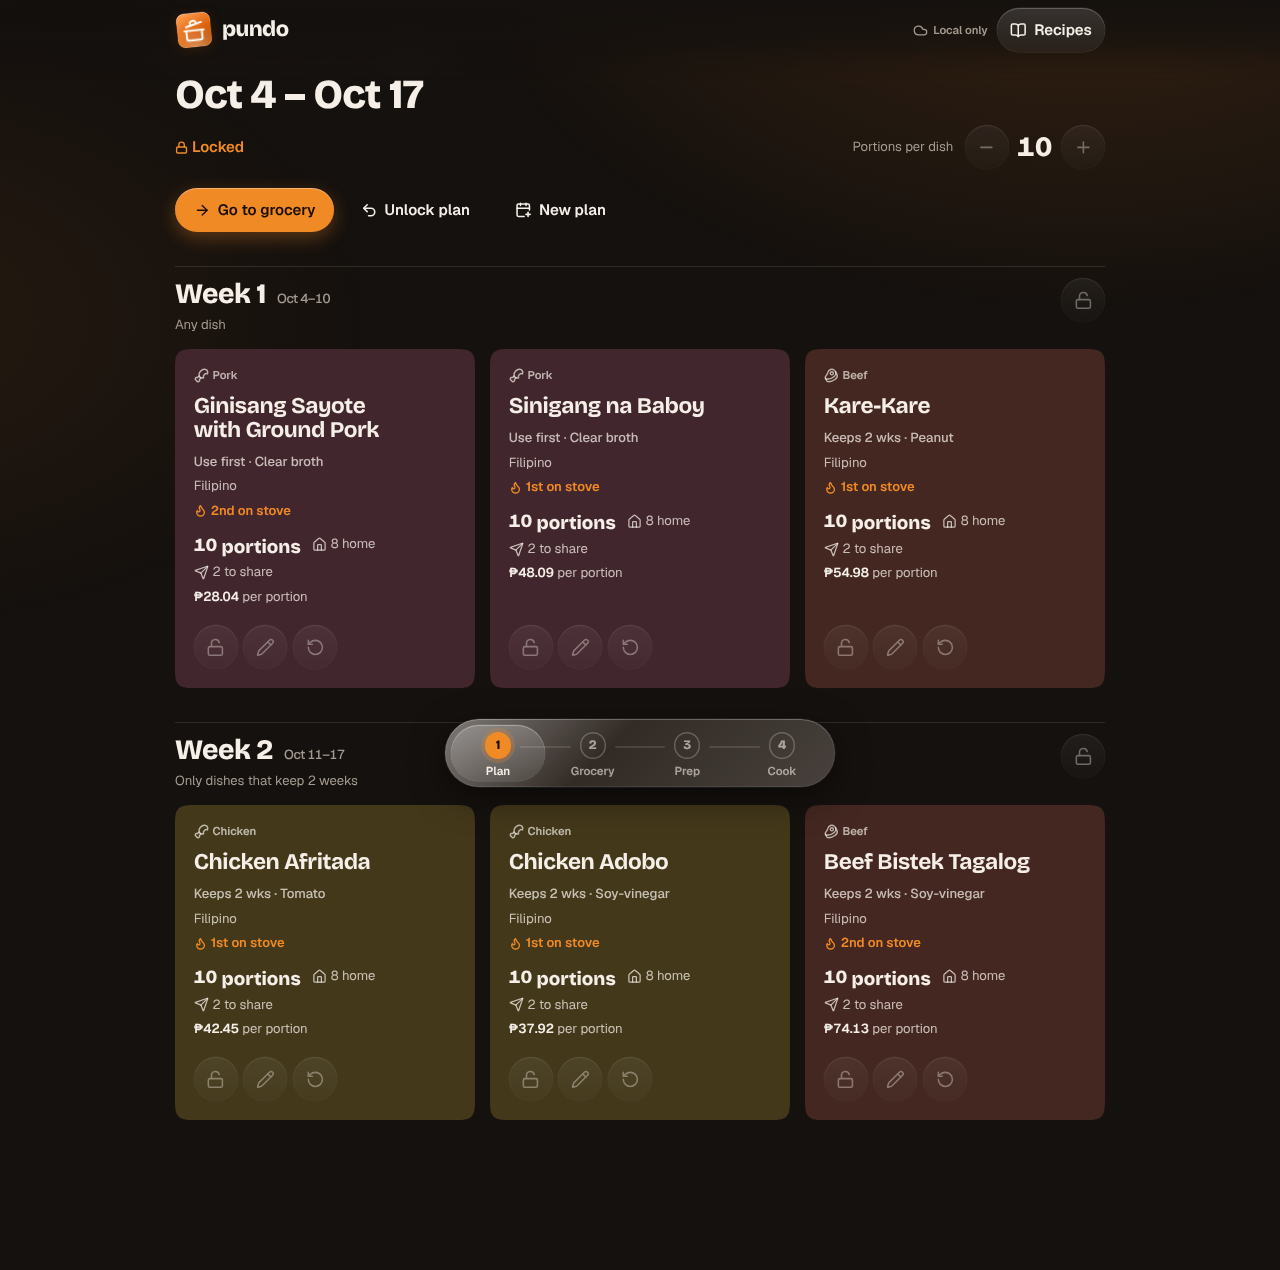 pundo
Local only
Recipes
Oct 4 – Oct 17
Locked
Portions per dish
10
Go to grocery
Unlock plan
New plan
Week 1 Oct 4–10
Any dish
Pork
Ginisang Sayote
with Ground Pork
Use first · Clear broth
Filipino
2nd on stove
10 portions 8 home
2 to share
₱28.04 per portion
Pork
Sinigang na Baboy
Use first · Clear broth
Filipino
1st on stove
10 portions 8 home
2 to share
₱48.09 per portion
Beef
Kare-Kare
Keeps 2 wks · Peanut
Filipino
1st on stove
10 portions 8 home
2 to share
₱54.98 per portion
Week 2 Oct 11–17
Only dishes that keep 2 weeks
1
Plan
2
Grocery
3
Prep
4
Cook
Chicken
Chicken Afritada
Keeps 2 wks · Tomato
Filipino
1st on stove
10 portions 8 home
2 to share
₱42.45 per portion
Chicken
Chicken Adobo
Keeps 2 wks · Soy-vinegar
Filipino
1st on stove
10 portions 8 home
2 to share
₱37.92 per portion
Beef
Beef Bistek Tagalog
Keeps 2 wks · Soy-vinegar
Filipino
2nd on stove
10 portions 8 home
2 to share
₱74.13 per portion